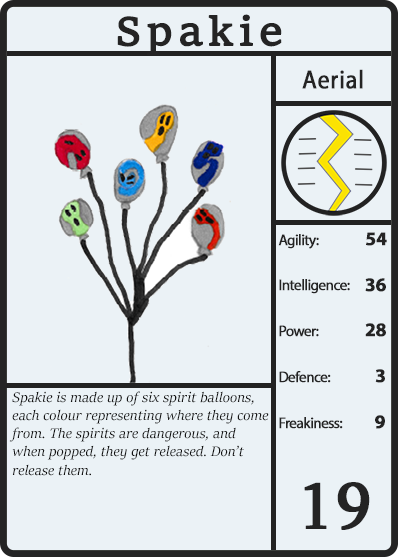 Spakie
Aerial
Agility: 54
Intelligence: 36
Power: 28
Defence: 3
Freakiness: 9
19
Spakie is made up of six spirit balloons,
each colour representing where they come
from. The spirits are dangerous, and
when popped, they get released. Don't
release them.